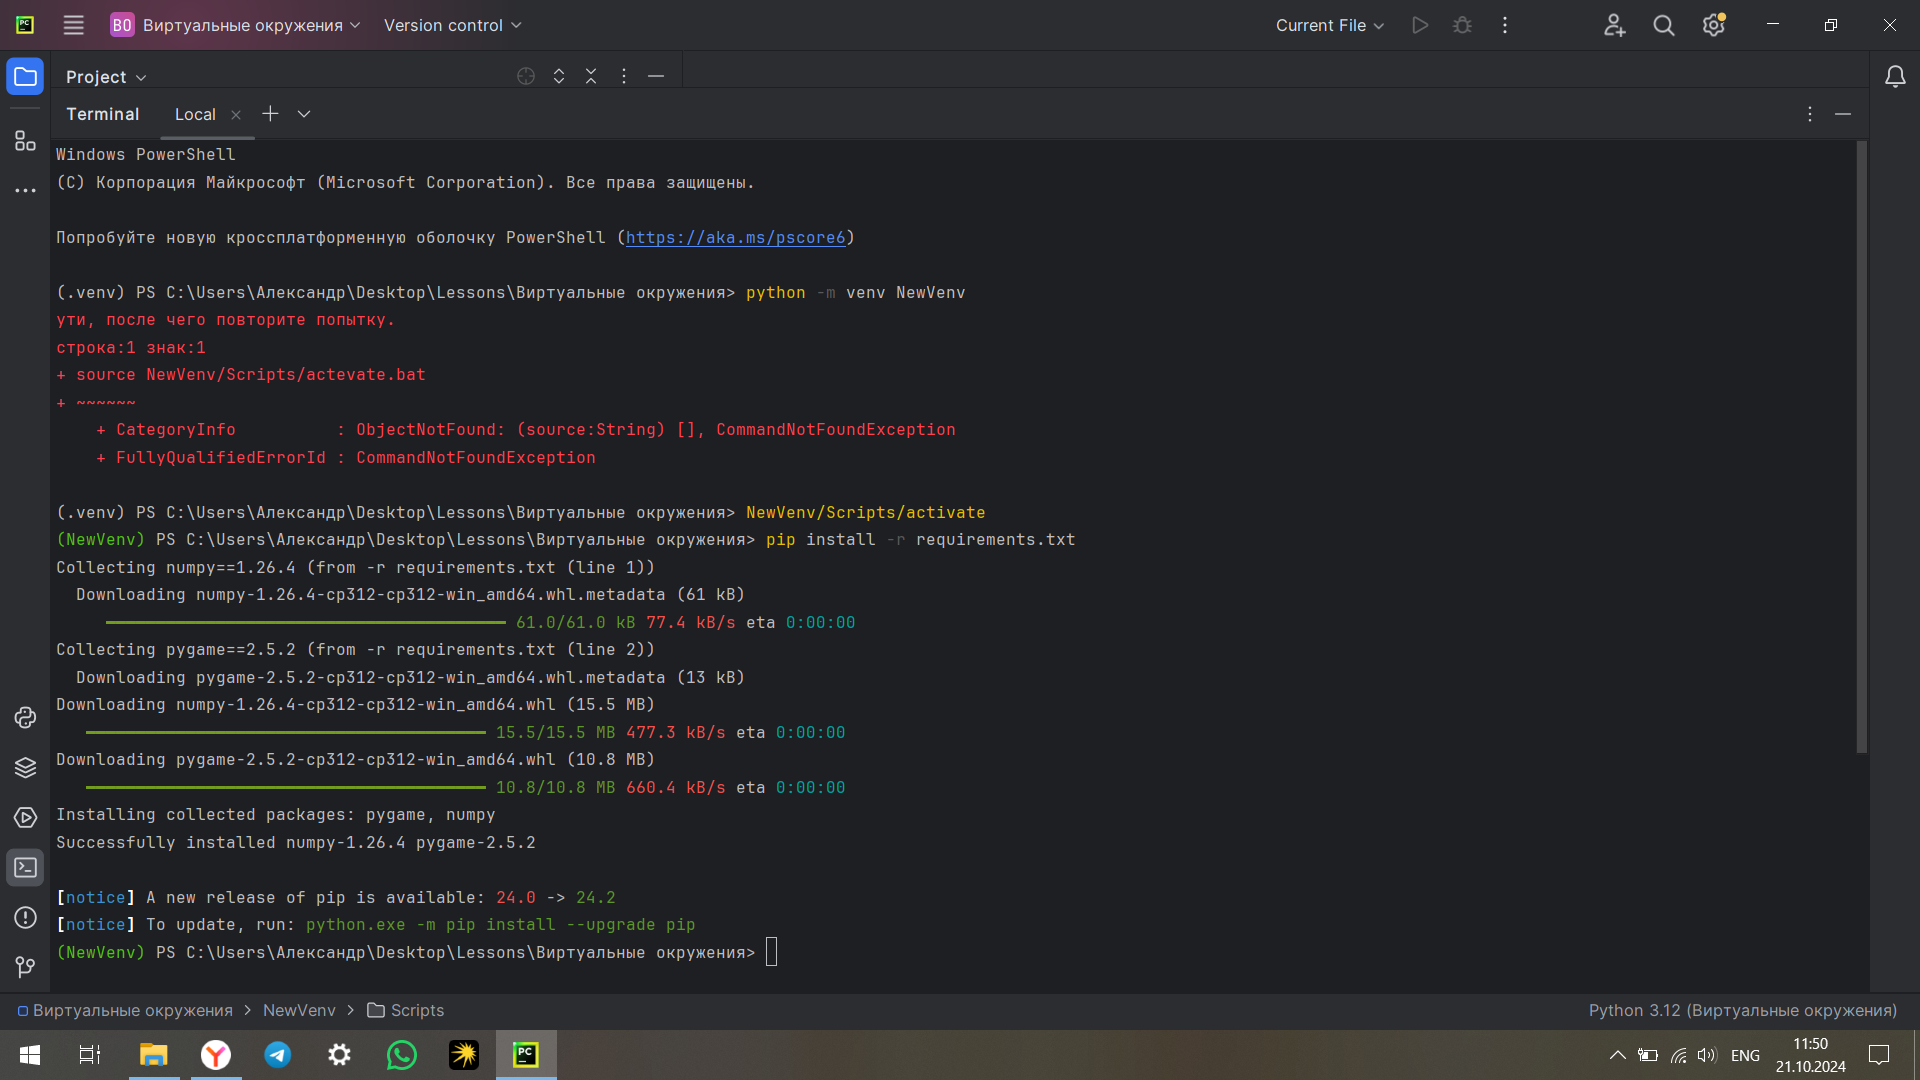 PC
ВО Виртуальные окружения Version control Current File
Project
Terminal Local
Windows PowerShell
(C) Корпорация Майкрософт (Microsoft Corporation). Все права защищены.
Попробуйте новую кроссплатформенную оболочку PowerShell (https://aka.ms/pscore6)
(.venv) PS C:\Users\Александр\Desktop\Lessons\Виртуальные окружения> python -m venv NewVenv
ути, после чего повторите попытку.
строка:1 знак:1
+ source NewVenv/Scripts/actevate.bat
+ ~~~~~~
+ CategoryInfo : ObjectNotFound: (source:String) [], CommandNotFoundException
+ FullyQualifiedErrorId : CommandNotFoundException
(.venv) PS C:\Users\Александр\Desktop\Lessons\Виртуальные окружения> NewVenv/Scripts/activate
(NewVenv) PS C:\Users\Александр\Desktop\Lessons\Виртуальные окружения> pip install -r requirements.txt
Collecting numpy==1.26.4 (from -r requirements.txt (line 1))
Downloading numpy-1.26.4-cp312-cp312-win_amd64.whl.metadata (61 kB)
61.0/61.0 kB 77.4 kB/s eta 0:00:00
Collecting pygame==2.5.2 (from -r requirements.txt (line 2))
Downloading pygame-2.5.2-cp312-cp312-win_amd64.whl.metadata (13 kB)
Downloading numpy-1.26.4-cp312-cp312-win_amd64.whl (15.5 MB)
15.5/15.5 MB 477.3 kB/s eta 0:00:00
Downloading pygame-2.5.2-cp312-cp312-win_amd64.whl (10.8 MB)
10.8/10.8 MB 660.4 kB/s eta 0:00:00
Installing collected packages: pygame, numpy
Successfully installed numpy-1.26.4 pygame-2.5.2
[notice] A new release of pip is available: 24.0 -> 24.2
[notice] To update, run: python.exe -m pip install --upgrade pip
(NewVenv) PS C:\Users\Александр\Desktop\Lessons\Виртуальные окружения>
Виртуальные окружения > NewVenv > Scripts Python 3.12 (Виртуальные окружения)
PC
ENG
11:50
21.10.2024